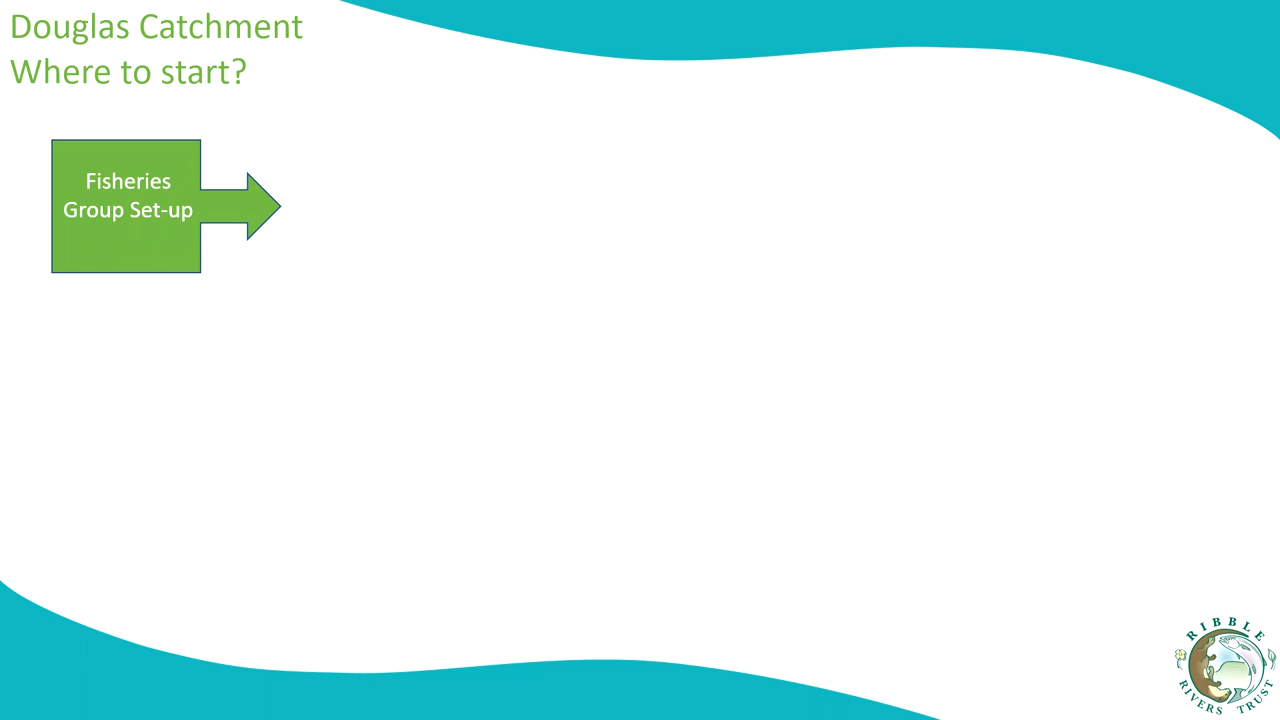 Douglas Catchment
Where to start?
Fisheries
Group Set-up
RIBBLE
RIVERS TRUST